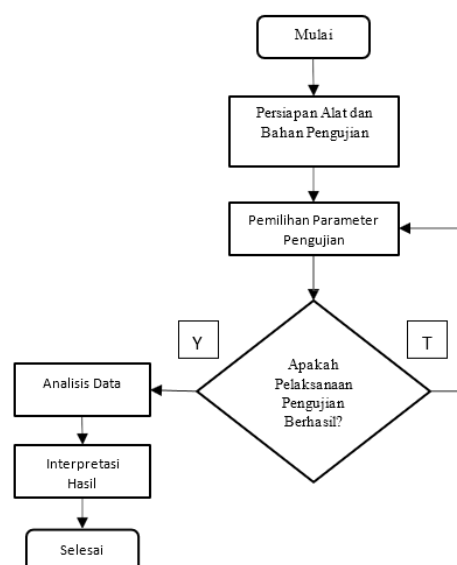 Mulai
Persiapan Alat dan
Bahan Pengujian
Pemilihan Parameter
Pengujian
Y
T
Apakah
Pelaksanaan
Pengujian
Berhasil?
Analisis Data
Interpretasi
Hasil
Selesai